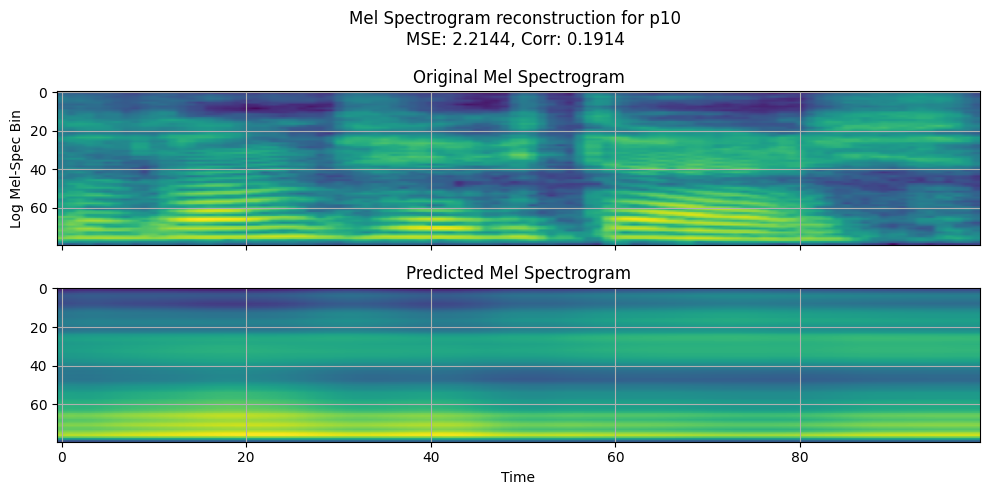 Mel Spectrogram reconstruction for p10
MSE: 2.2144, Corr: 0.1914
Original Mel Spectrogram
Log Mel-Spec Bin
0
20
40
60
Predicted Mel Spectrogram
0
20
40
60
0
20
40
60
80
Time